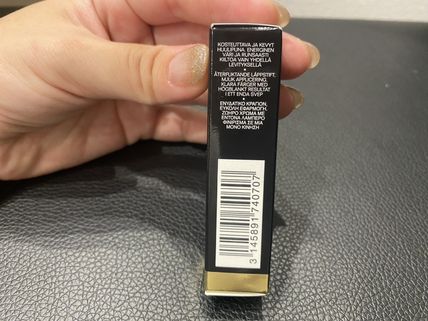 KOSTEUTTAVA JA KEVYT
HUULIPUNA. ENERGINEN
VÄRI JA RUNSAASTI
KIILTOA VAIN YHDELLÄ
LEVITYKSELLÄ
• ÅTERFUKTANDE LÄPPSTIFT,
MJUK APPLICERING,
KLARA FÄRGER MED
HÖGBLANKT RESULTAT
I ETT ENDA SVEP
• ΕΝΥΔΑΤΙΚΟ ΚΡΑΓΙΟΝ,
ΕΥΚΟΛΗ ΕΦΑΡΜΟΓΗ,
ΖΩΗΡΟ ΧΡΩΜΑ ΜΕ
ΕΝΤΟΝΑ ΛΑΜΠΕΡΟ
ΦΙΝΙΡΙΣΜΑ ΣΕ ΜΙΑ
ΜΟΝΟ ΚΙΝΗΣΗ
3 145891 740707